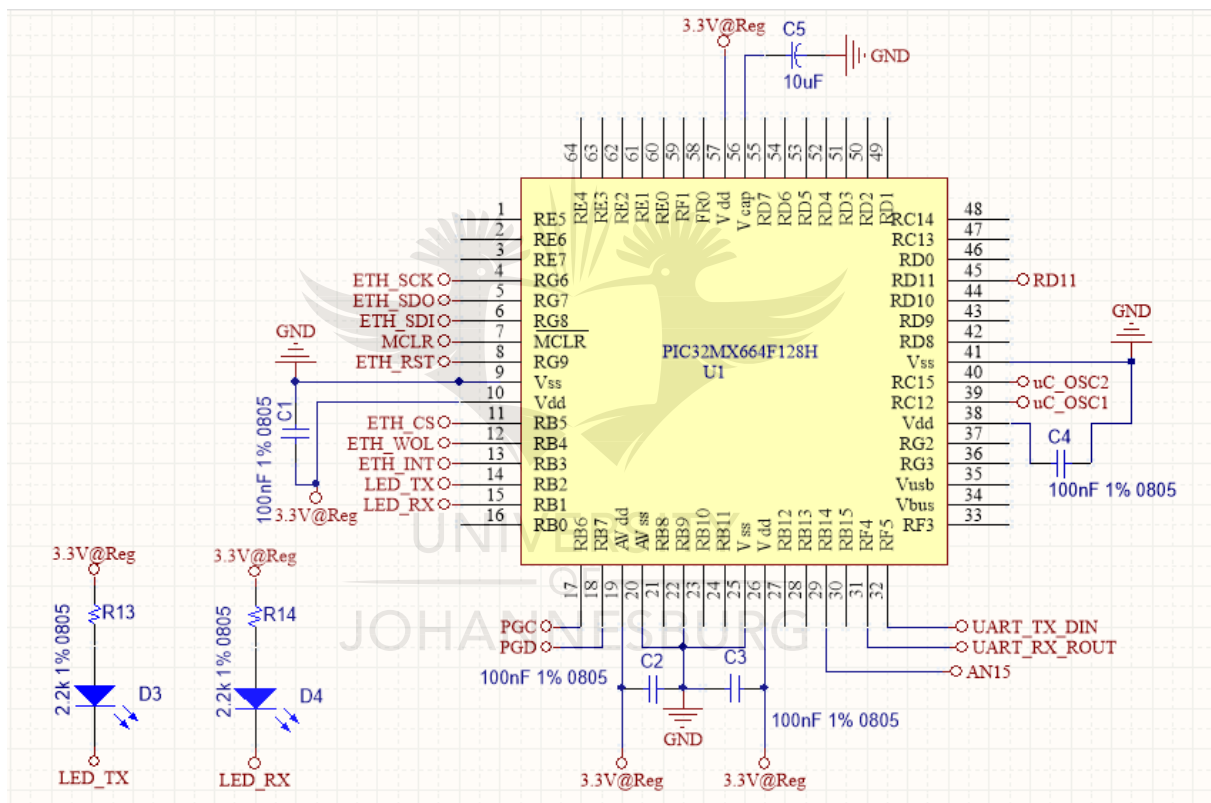 3.3V@Reg
C5
GND
10uF
64 63 62 61 60 59 58 57 56 55 54 53 52 51 50 49
RE4 RE3 RE2 RE1 RE0 RF1 FR0 Vdd Vcap RD7 RD6 RD5 RD4 RD3 RD2 RD1
1 RE5
2 RE6
3 RE7
ETH_SCK 4 RG6
ETH_SDO 5 RG7
ETH_SDI 6 RG8
MCLR 7 MCLR
ETH_RST 8 RG9
9 Vss
10 Vdd
ETH_CS 11 RB5
ETH_WOL 12 RB4
ETH_INT 13 RB3
LED_TX 14 RB2
LED_RX 15 RB1
16 RB0
GND
C1
100nF 1% 0805
3.3V@Reg
PIC32MX664F128H
U1
RC14 48
RC13 47
RD0 46
RD11 45 RD11
RD10 44
RD9 43
RD8 42
Vss 41
RC15 40 uC_OSC2
RC12 39 uC_OSC1
Vdd 38
RG2 37
RG3 36
Vusb 35
Vbus 34
RF3 33
GND
C4
100nF 1% 0805
RB6 RB7 AVdd AVss RB8 RB9 RB10 RB11 Vss Vdd RB12 RB13 RB14 RB15 RF4 RF5
17 18 19 20 21 22 23 24 25 26 27 28 29 30 31 32
UNIVERSITY
OF
JOHANNESBURG
PGC
PGD
100nF 1% 0805
C2
C3
100nF 1% 0805
GND
3.3V@Reg
3.3V@Reg
UART_TX_DIN
UART_RX_ROUT
AN15
3.3V@Reg
R13
2.2k 1% 0805
D3
LED_TX
3.3V@Reg
R14
2.2k 1% 0805
D4
LED_RX